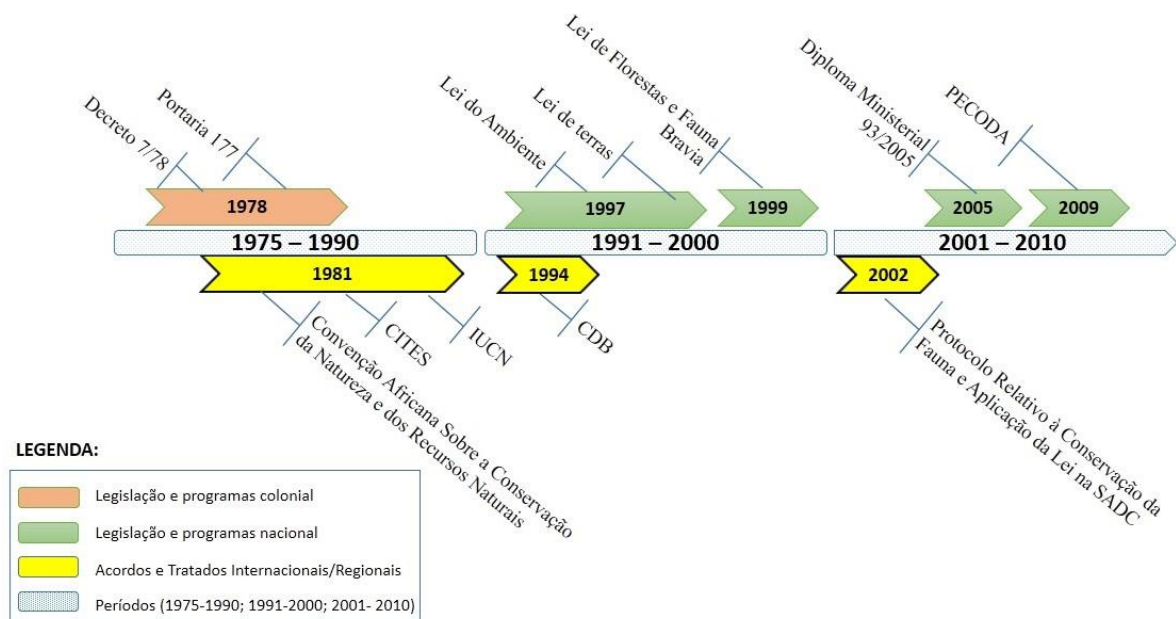 Decreto 7/78
Portaria 177
Lei do Ambiente
Lei de terras
Lei de Florestas e Fauna
Bravia
Diploma Ministerial
93/2005
PECODA
1978
1997
1999
2005
2009
1975 – 1990
1991 – 2000
2001 – 2010
1981
1994
2002
Convenção Africana Sobre a Conservação
da Natureza e dos Recursos Naturais
CITES
IUCN
CDB
Protocolo Relativo à Conservação da
Fauna e Aplicação da Lei na SADC
LEGENDA:
Legislação e programas colonial
Legislação e programas nacional
Acordos e Tratados Internacionais/Regionais
Períodos (1975-1990; 1991-2000; 2001- 2010)